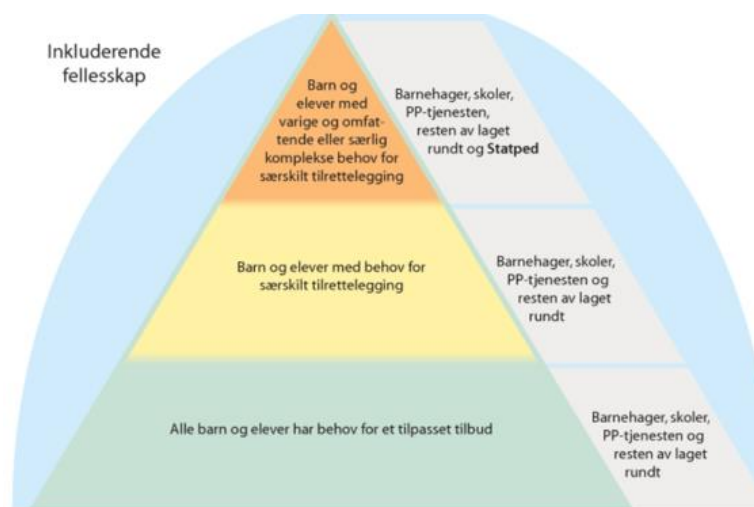 Inkluderende
fellesskap
Barn og
elever med
varige og omfat-
tende eller særlig
komplekse behov for
særskilt tilrettelegging
Barnehager, skoler,
PP-tjenesten,
resten av laget
rundt og Statped
Barn og elever med behov for
særskilt tilrettelegging
Barnehager, skoler,
PP-tjenesten og
resten av laget
rundt
Alle barn og elever har behov for et tilpasset tilbud
Barnehager, skoler,
PP-tjenesten og
resten av laget
rundt